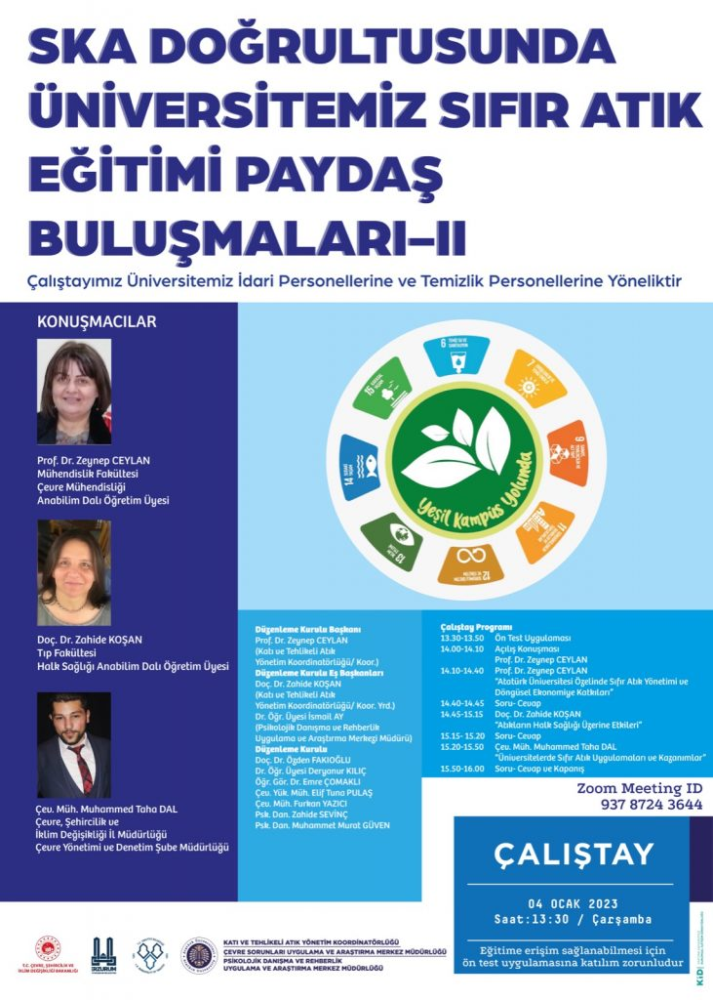 SKA DOĞRULTUSUNDA
ÜNİVERSİTEMİZ SIFIR ATIK
EĞİTİMİ PAYDAŞ
BULUŞMALARI–II
Çalıştayımız Üniversitemiz İdari Personellerine ve Temizlik Personellerine Yöneliktir
KONUŞMACILAR
Prof. Dr. Zeynep CEYLAN
Mühendislik Fakültesi
Çevre Mühendisliği
Anabilim Dalı Öğretim Üyesi
Doç. Dr. Zahide KOŞAN
Tıp Fakültesi
Halk Sağlığı Anabilim Dalı Öğretim Üyesi
Çev. Müh. Muhammed Taha DAL
Çevre, Şehircilik ve
İklim Değişikliği İl Müdürlüğü
Çevre Yönetimi ve Denetim Şube Müdürlüğü
6
7
9
11
12
13
14
15
Yeşil Kampüs Yolunda
Düzenleme Kurulu Başkanı
Prof. Dr. Zeynep CEYLAN
(Katı ve Tehlikeli Atık
Yönetim Koordinatörlüğü/ Koor.)
Düzenleme Kurulu Eş Başkanları
Doç. Dr. Zahide KOŞAN
(Katı ve Tehlikeli Atık
Yönetim Koordinatörlüğü/ Koor. Yrd.)
Dr. Öğr. Üyesi İsmail AY
(Psikolojik Danışma ve Rehberlik
Uygulama ve Araştırma Merkezi Müdürü)
Düzenleme Kurulu
Doç. Dr. Özden FAKIOĞLU
Dr. Öğr. Üyesi Deryanur KILIÇ
Öğr. Gör. Dr. Emre ÇOMAKLI
Çev. Yük. Müh. Elif Tuna PULAŞ
Çev. Müh. Furkan YAZICI
Psk. Dan. Zahide SEVİNÇ
Psk. Dan. Muhammet Murat GÜVEN
Çalıştay Programı
13.30-13.50 Ön Test Uygulaması
14.00-14.10 Açılış Konuşması
Prof. Dr. Zeynep CEYLAN
14.10-14.40 Prof. Dr. Zeynep CEYLAN
“Atatürk Üniversitesi Özelinde Sıfır Atık Yönetimi ve
Döngüsel Ekonomiye Katkıları”
14.40-14.45 Soru- Cevap
14.45-15.15 Doç. Dr. Zahide KOŞAN
“Atıkların Halk Sağlığı Üzerine Etkileri”
15.15- 15.20 Soru- Cevap
15.20-15.50 Çev. Müh. Muhammed Taha DAL
“Üniversitelerde Sıfır Atık Uygulamaları ve Kazanımlar”
15.50-16.00 Soru- Cevap ve Kapanış
Zoom Meeting ID
937 8724 3644
ÇALIŞTAY
04 OCAK 2023
Saat:13:30 / Çarşamba
Eğitime erişim sağlanabilmesi için
ön test uygulamasına katılım zorunludur
T.C. ÇEVRE, ŞEHİRCİLİK VE
İKLİM DEĞİŞİKLİĞİ BAKANLIĞI
ERZURUM
KATI VE TEHLİKELİ ATIK YÖNETİM KOORDİNATÖRLÜĞÜ
ÇEVRE SORUNLARI UYGULAMA VE ARAŞTIRMA MERKEZ MÜDÜRLÜĞÜ
PSİKOLOJİK DANIŞMA VE REHBERLİK
UYGULAMA VE ARAŞTIRMA MERKEZ MÜDÜRLÜĞÜ
KiD